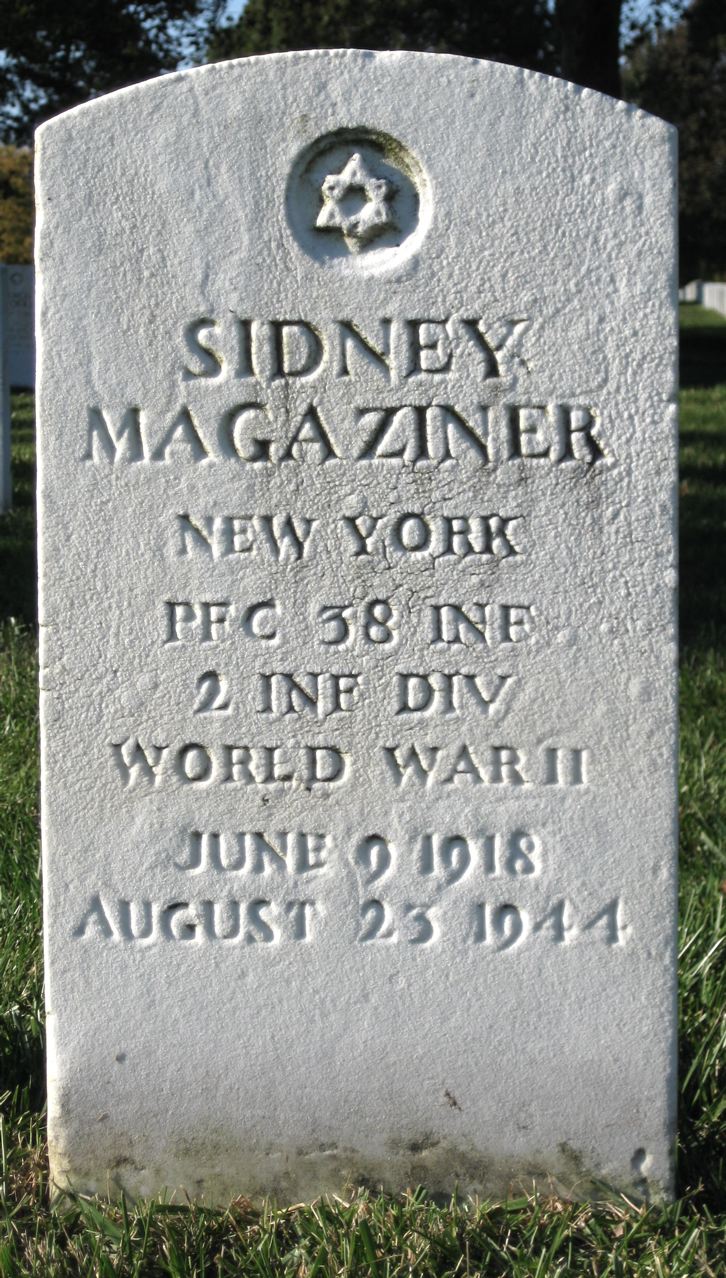 SIDNEY
MAGAZINER
NEW YORK
PFC 38 INF
2 INF DIV
WORLD WAR II
JUNE 9 1918
AUGUST 23 1944